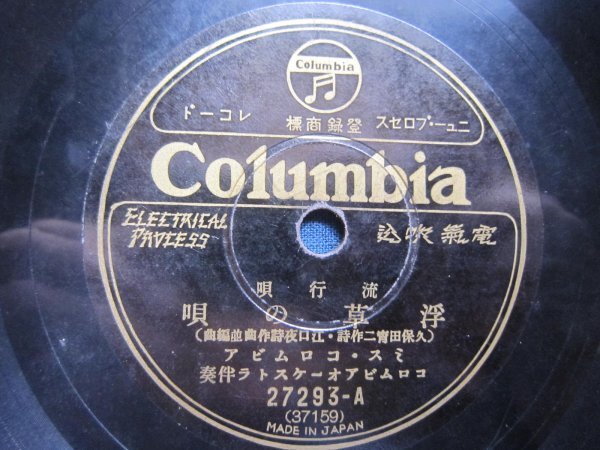 Columbia
ニュー・プロセス 登録商標 レコード
Columbia
ELECTRICAL
PROCESS
電氣吹込
流行唄
浮草の唄
(久保田宵二作詩・江口夜詩作曲並編曲)
ミス・コロムビア
コロムビアオーケストラ伴奏
27293-A
(37159)
MADE IN JAPAN